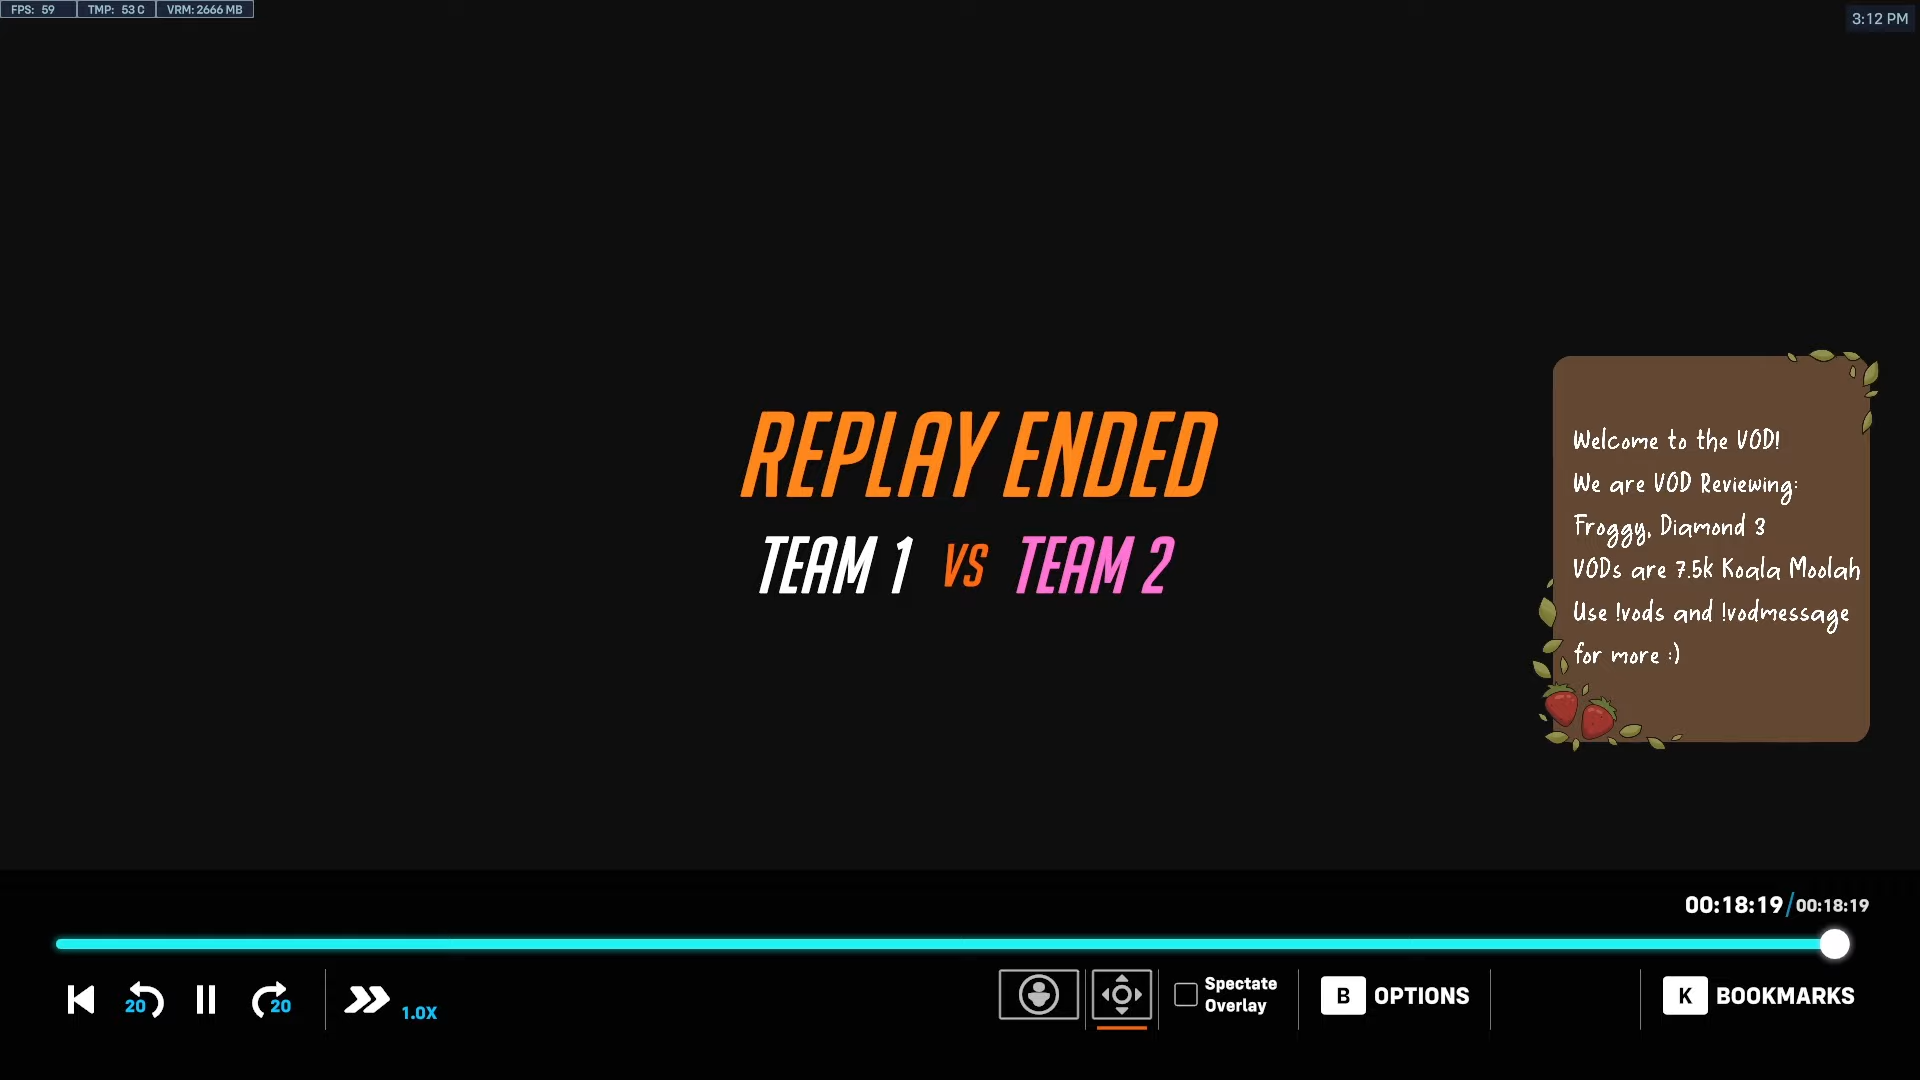 FPS: 59 TMP: 53 C VRM: 2666 MB
3:12 PM
REPLAY ENDED
TEAM 1 VS TEAM 2
Welcome to the VOD!
We are VOD Reviewing:
Froggy, Diamond 3
VODs are 7.5k Koala Moolah
Use !vods and !vodmessage
for more :)
00:18:19/00:18:19
20 20 1.0X
Spectate
Overlay
B OPTIONS
K BOOKMARKS